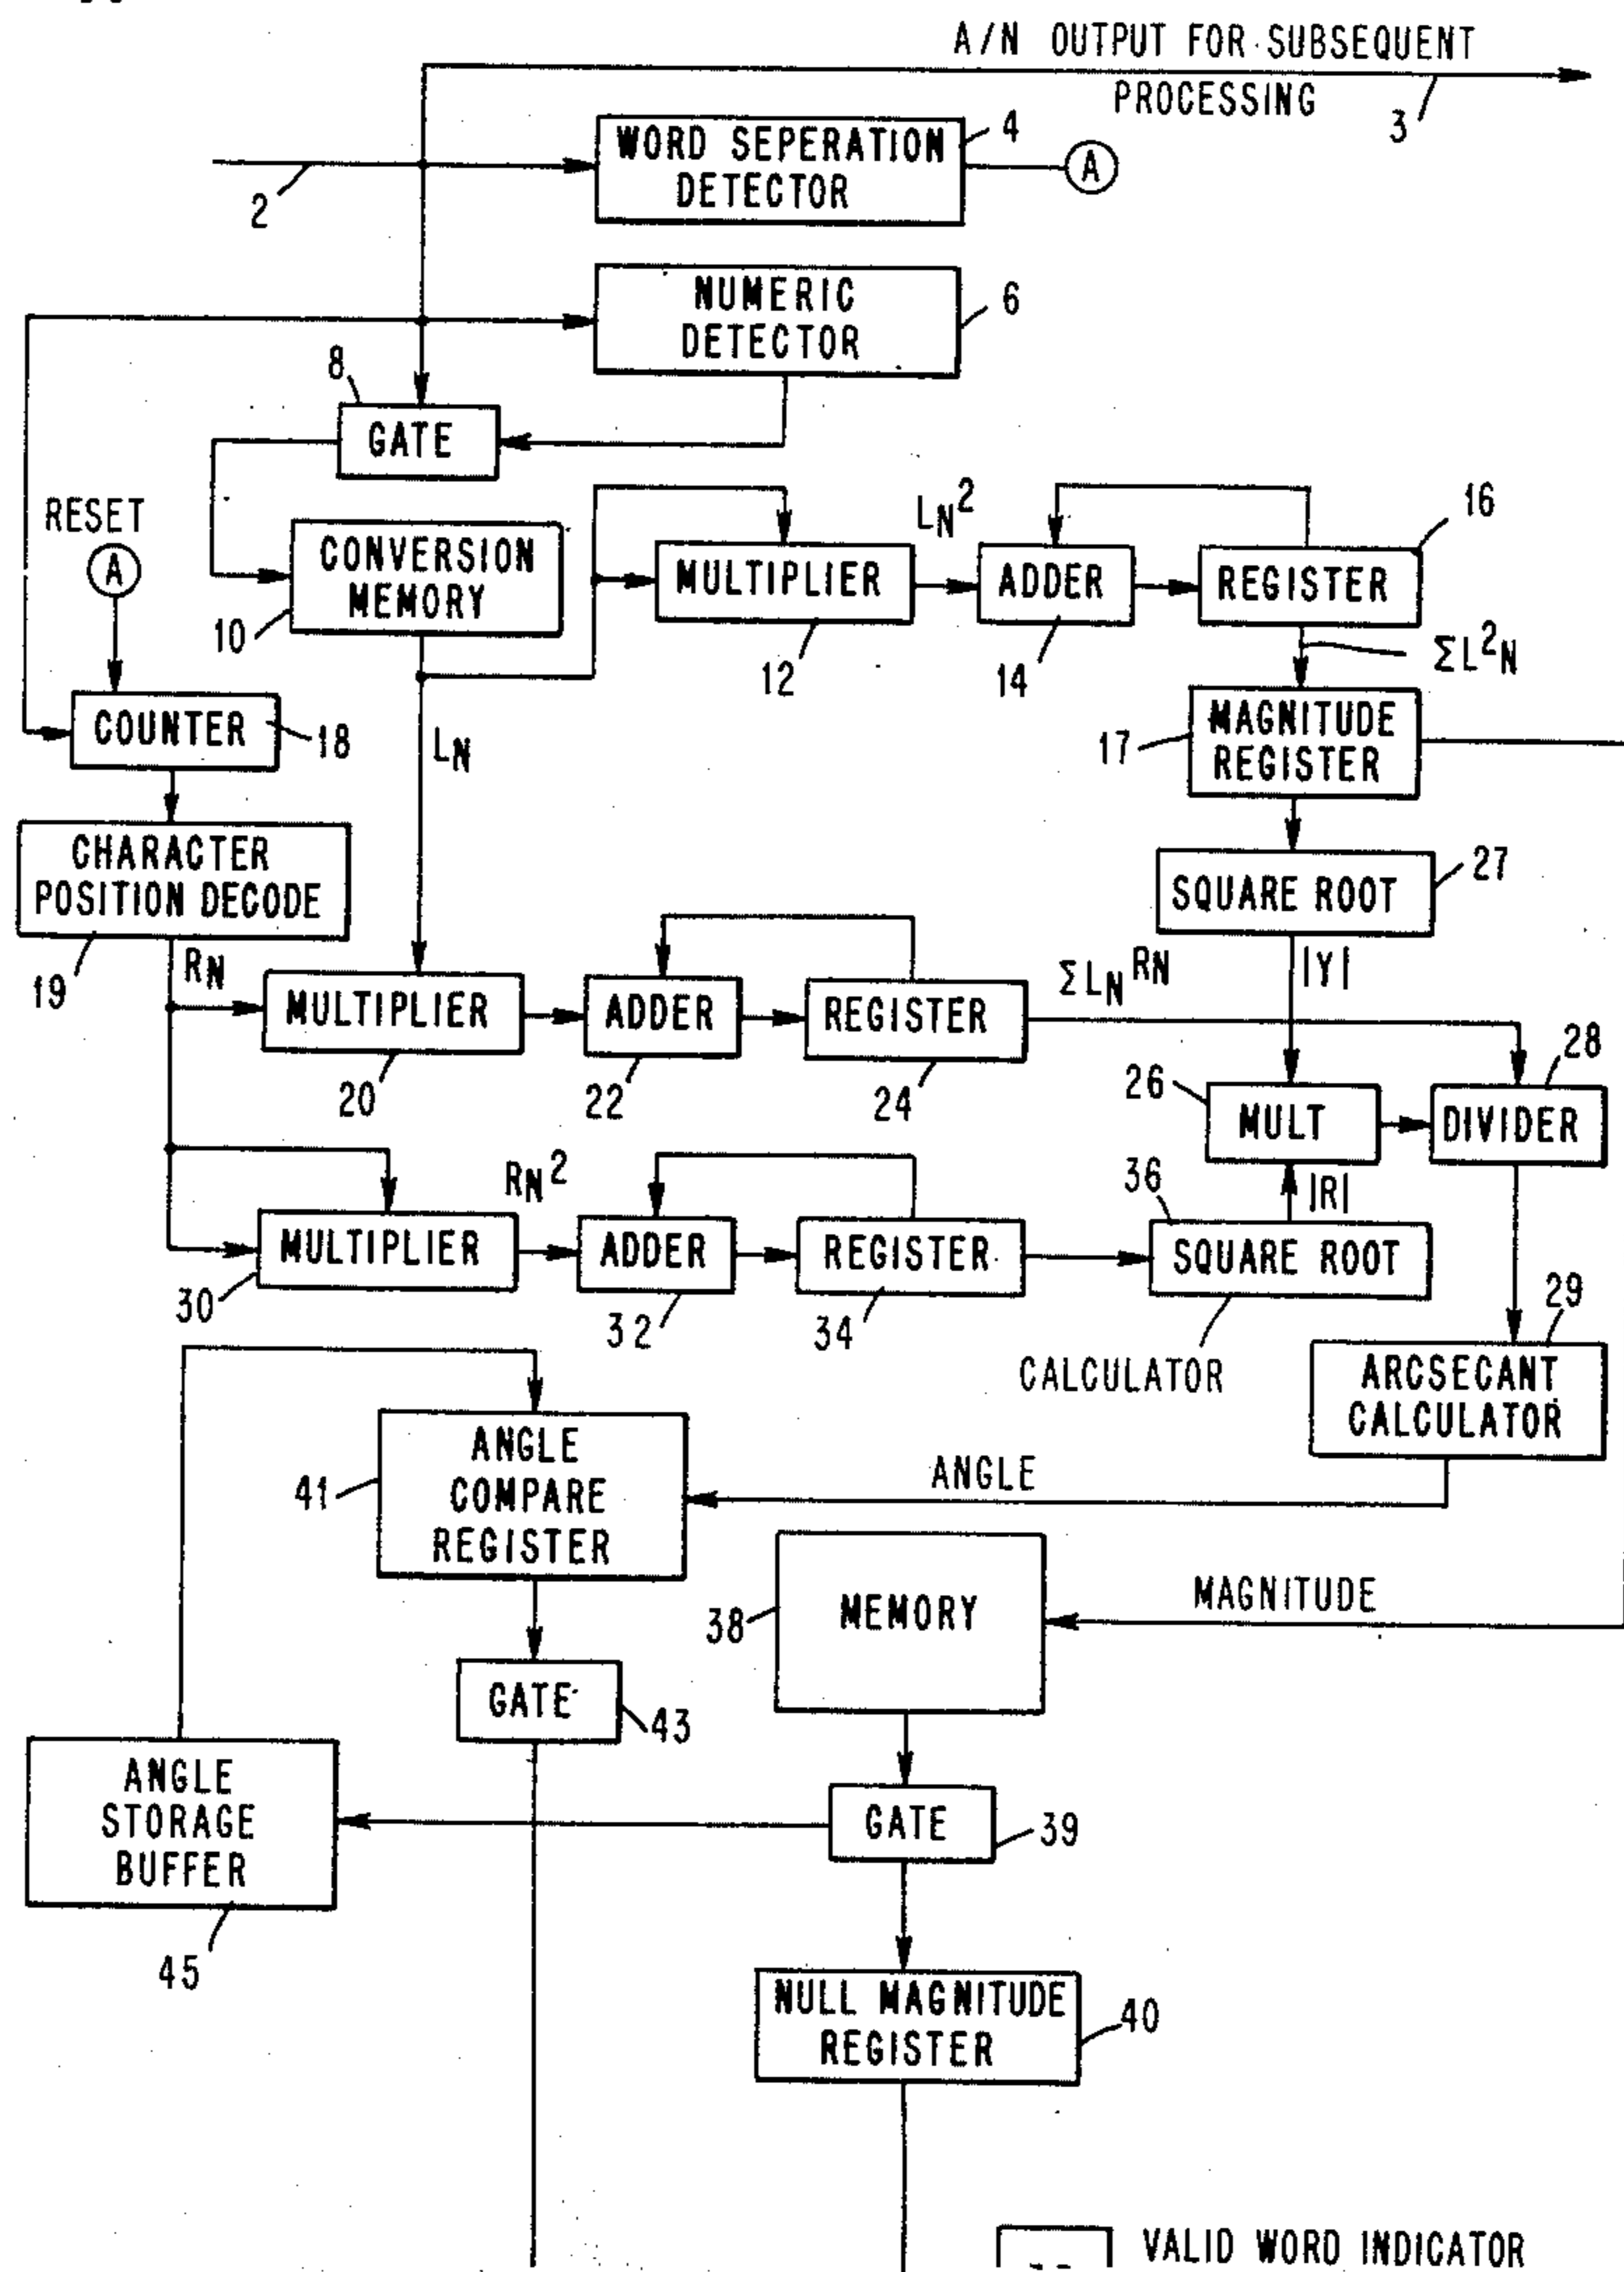 A/N OUTPUT FOR SUBSEQUENT
PROCESSING
3
WORD SEPERATION
DETECTOR
4
A
2
NUMERIC
DETECTOR
6
8
GATE
RESET
A
CONVERSION
MEMORY
10
MULTIPLIER
12
LN²
ADDER
14
REGISTER
16
ΣL²N
MAGNITUDE
REGISTER
17
COUNTER
18
LN
CHARACTER
POSITION DECODE
19
RN
SQUARE ROOT
27
|Y|
MULTIPLIER
20
ADDER
22
REGISTER
24
ΣLN RN
26
MULT
DIVIDER
28
MULTIPLIER
30
RN²
ADDER
32
REGISTER
34
36
|R|
SQUARE ROOT
CALCULATOR
29
ARCSECANT
CALCULATOR
ANGLE
COMPARE
REGISTER
41
ANGLE
MEMORY
38
MAGNITUDE
GATE
43
ANGLE
STORAGE
BUFFER
45
GATE
39
NULL MAGNITUDE
REGISTER
40
VALID WORD INDICATOR